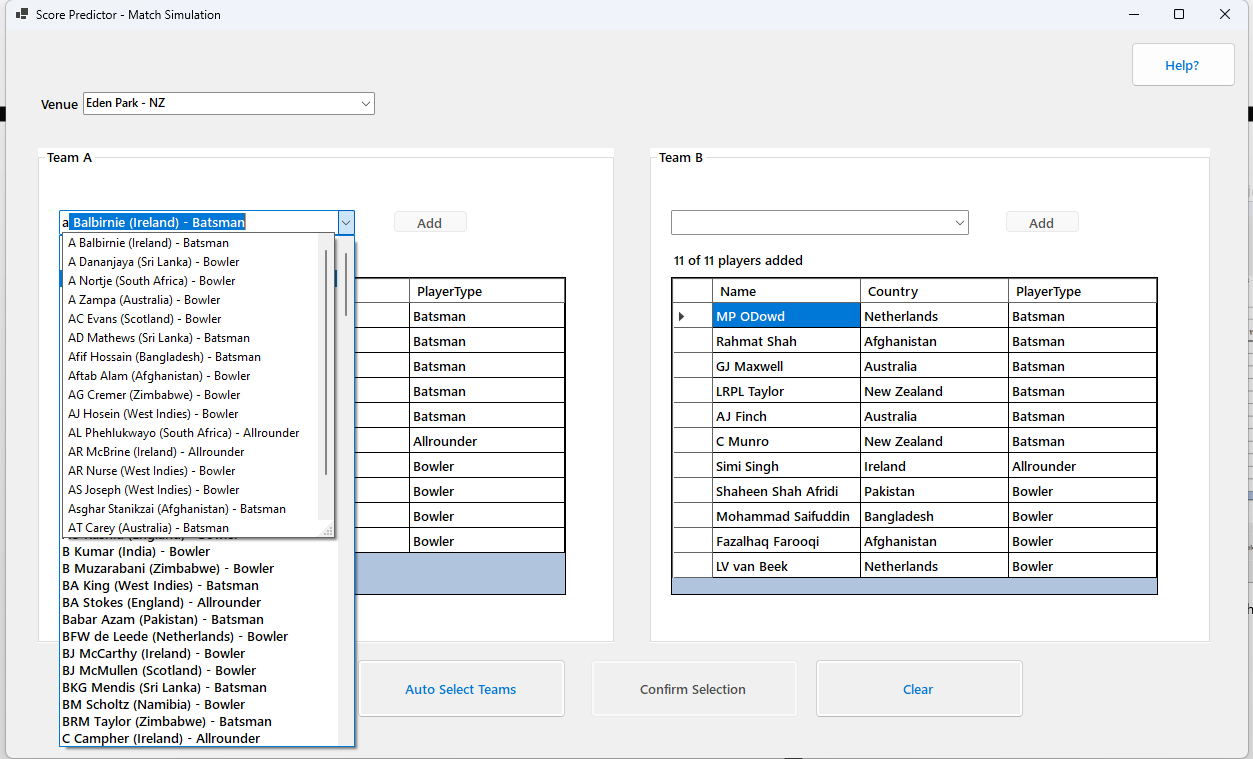 Score Predictor - Match Simulation
Help?
Venue Eden Park - NZ
Team A
a Balbirnie (Ireland) - Batsman
Add
A Balbirnie (Ireland) - Batsman
A Dananjaya (Sri Lanka) - Bowler
A Nortje (South Africa) - Bowler
A Zampa (Australia) - Bowler
AC Evans (Scotland) - Bowler
AD Mathews (Sri Lanka) - Batsman
Afif Hossain (Bangladesh) - Batsman
Aftab Alam (Afghanistan) - Bowler
AG Cremer (Zimbabwe) - Bowler
AJ Hosein (West Indies) - Bowler
AL Phehlukwayo (South Africa) - Allrounder
AR McBrine (Ireland) - Allrounder
AR Nurse (West Indies) - Bowler
AS Joseph (West Indies) - Bowler
Asghar Stanikzai (Afghanistan) - Batsman
AT Carey (Australia) - Batsman
B Kumar (India) - Bowler
B Muzarabani (Zimbabwe) - Bowler
BA King (West Indies) - Batsman
BA Stokes (England) - Allrounder
Babar Azam (Pakistan) - Batsman
BFW de Leede (Netherlands) - Bowler
BJ McCarthy (Ireland) - Bowler
BJ McMullen (Scotland) - Bowler
BKG Mendis (Sri Lanka) - Batsman
BM Scholtz (Namibia) - Bowler
BRM Taylor (Zimbabwe) - Batsman
C Campher (Ireland) - Allrounder
PlayerType
Batsman
Batsman
Batsman
Batsman
Batsman
Allrounder
Bowler
Bowler
Bowler
Bowler
Team B
Add
11 of 11 players added
Name Country PlayerType
MP ODowd Netherlands Batsman
Rahmat Shah Afghanistan Batsman
GJ Maxwell Australia Batsman
LRPL Taylor New Zealand Batsman
AJ Finch Australia Batsman
C Munro New Zealand Batsman
Simi Singh Ireland Allrounder
Shaheen Shah Afridi Pakistan Bowler
Mohammad Saifuddin Bangladesh Bowler
Fazalhaq Farooqi Afghanistan Bowler
LV van Beek Netherlands Bowler
Auto Select Teams
Confirm Selection
Clear